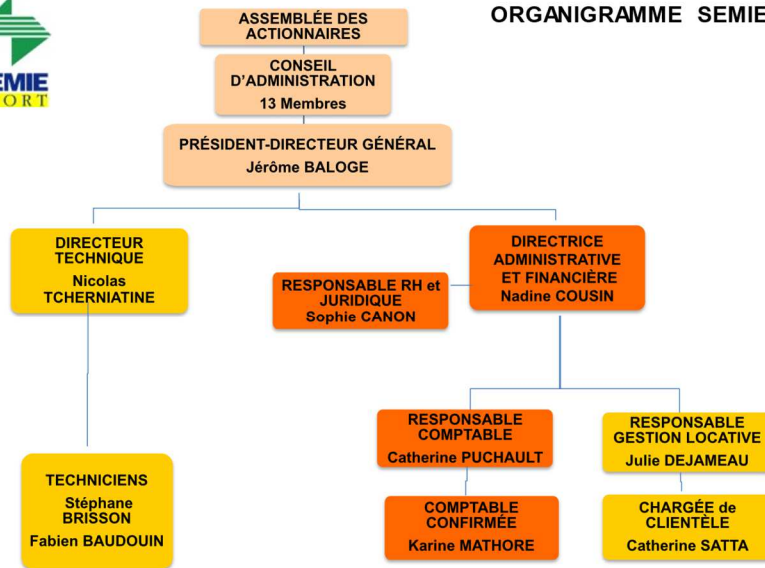 ORGANIGRAMME SEMIE
ASSEMBLÉE DES
ACTIONNAIRES
CONSEIL
D'ADMINISTRATION
13 Membres
PRÉSIDENT-DIRECTEUR GÉNÉRAL
Jérôme BALOGE
DIRECTEUR
TECHNIQUE
Nicolas
TCHERNIATINE
DIRECTRICE
ADMINISTRATIVE
ET FINANCIÈRE
Nadine COUSIN
RESPONSABLE RH et
JURIDIQUE
Sophie CANON
RESPONSABLE
COMPTABLE
Catherine PUCHAULT
RESPONSABLE
GESTION LOCATIVE
Julie DEJAMEAU
TECHNICIENS
Stéphane
BRISSON
Fabien BAUDOUIN
COMPTABLE
CONFIRMÉE
Karine MATHORE
CHARGÉE de
CLIENTÈLE
Catherine SATTA